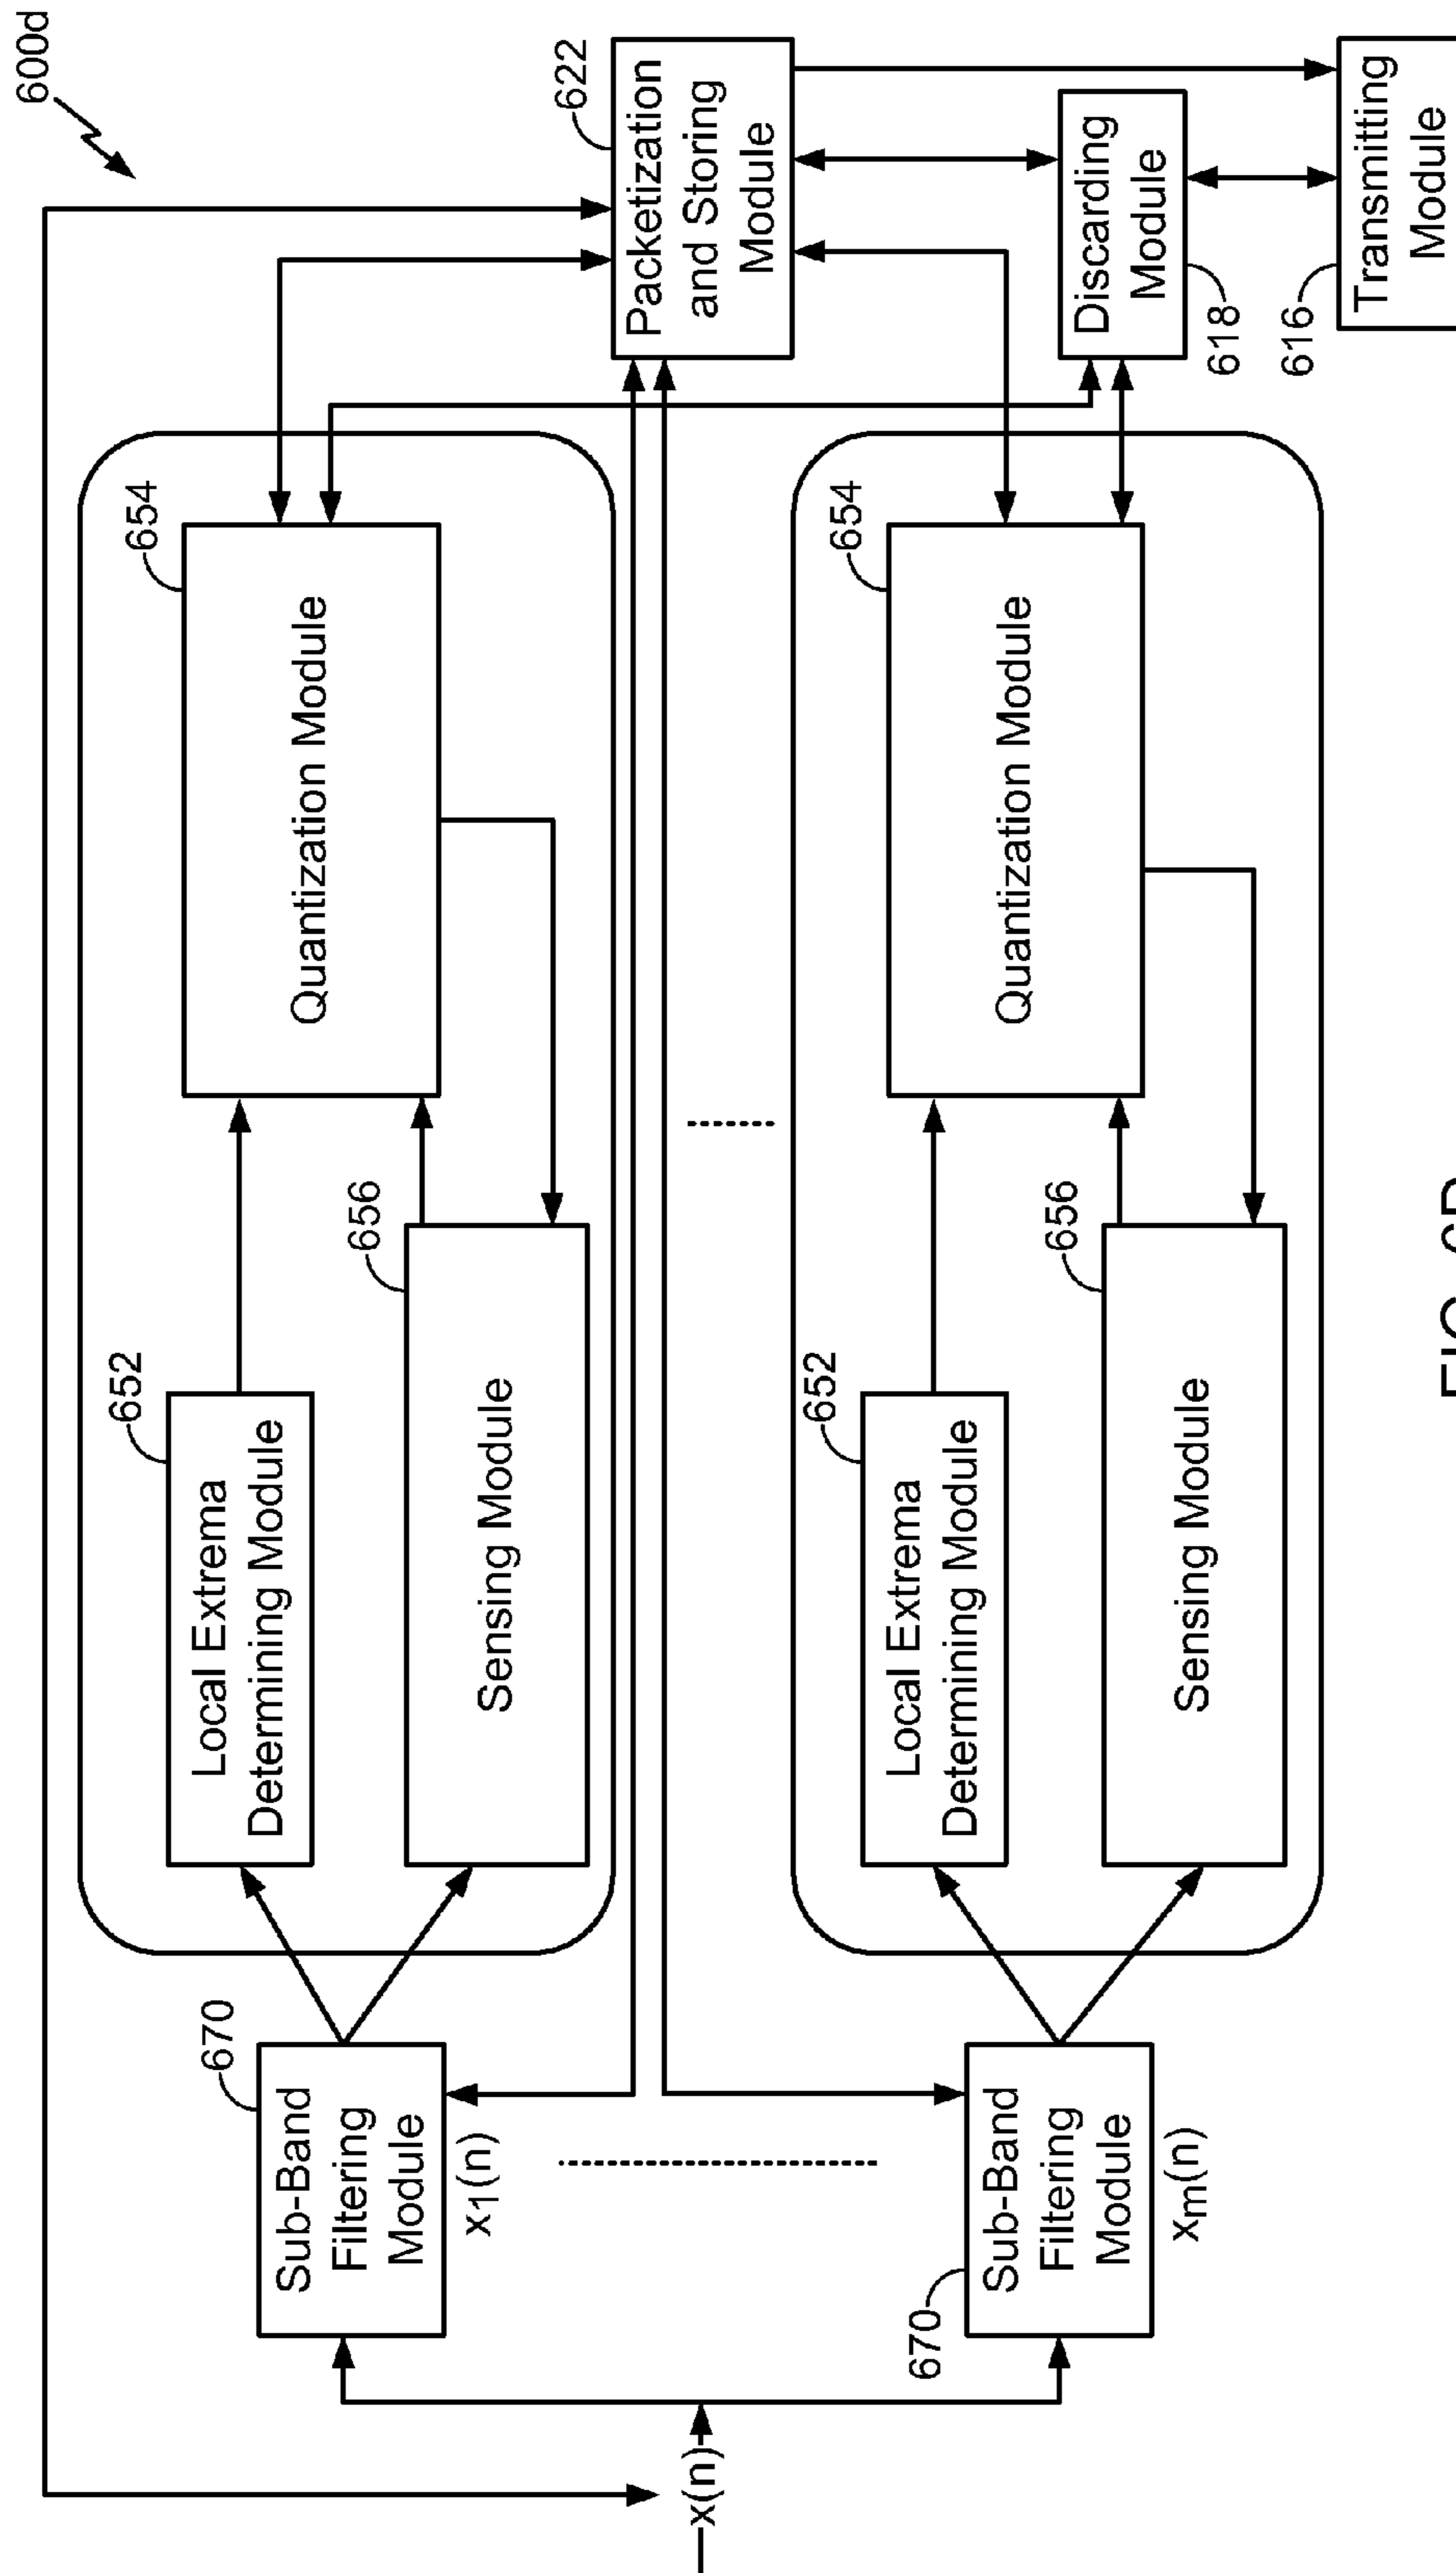 600d
x(n)
670
Sub-Band
Filtering
Module
x1(n)
652
Local Extrema
Determining Module
656
Sensing Module
654
Quantization Module
622
Packetization
and Storing
Module
670
Sub-Band
Filtering
Module
xm(n)
652
Local Extrema
Determining Module
656
Sensing Module
654
Quantization Module
Discarding
Module
618
616
Transmitting
Module